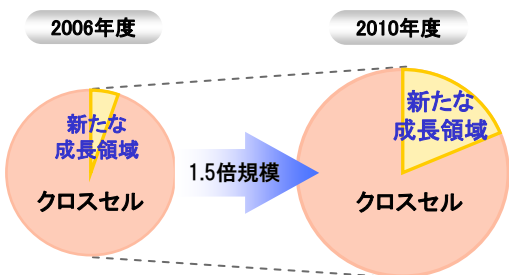 2006年度
2010年度
新たな
成長領域
クロスセル
1.5倍規模
新たな
成長領域
クロスセル